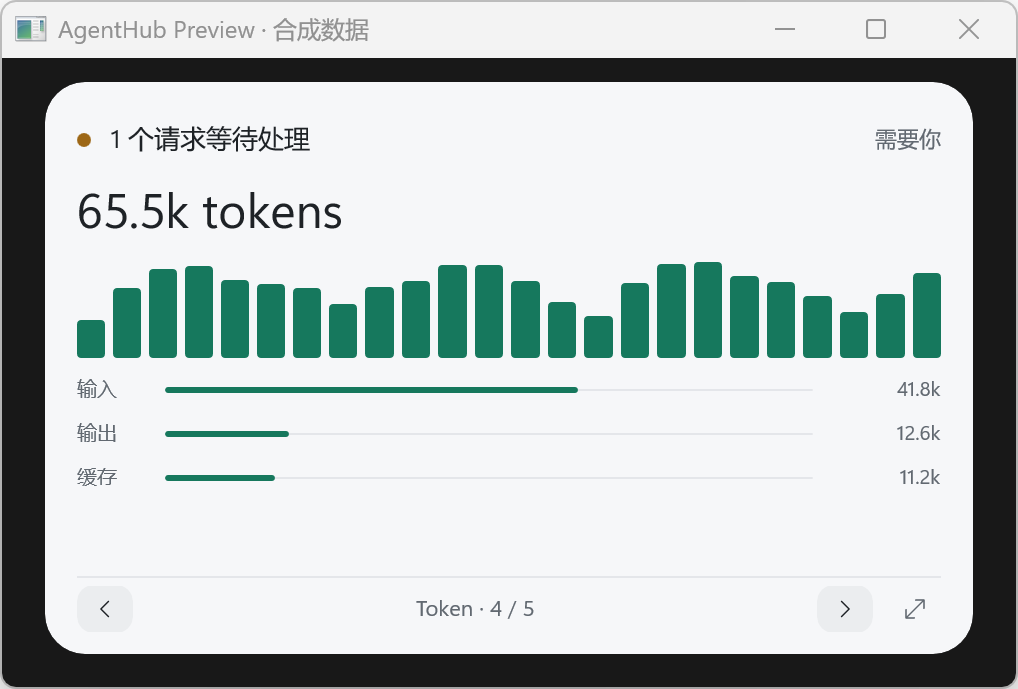 AgentHub Preview · 合成数据
1 个请求等待处理
需要你
65.5k tokens
输入 41.8k
输出 12.6k
缓存 11.2k
Token · 4 / 5